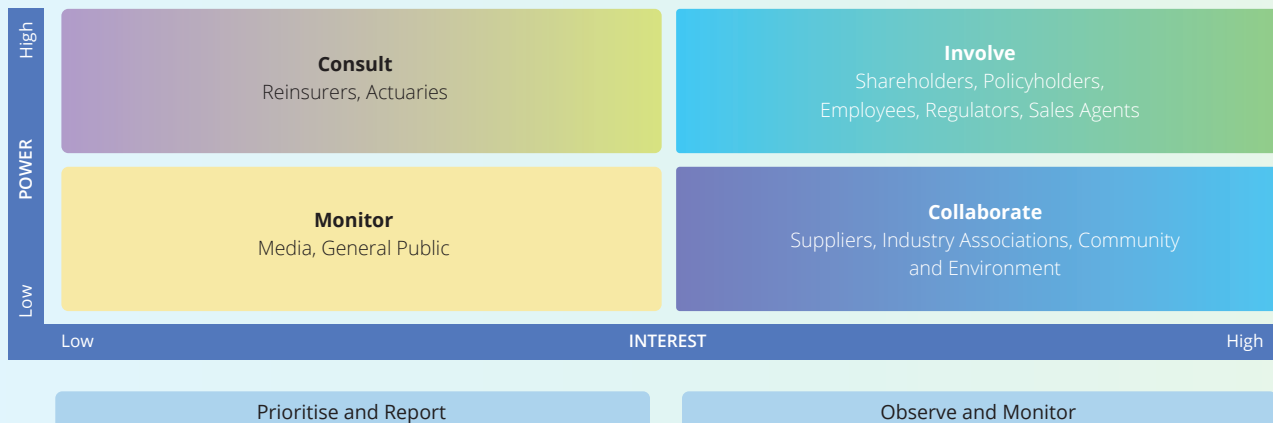 High
POWER
Low
Consult
Reinsurers, Actuaries
Involve
Shareholders, Policyholders,
Employees, Regulators, Sales Agents
Monitor
Media, General Public
Collaborate
Suppliers, Industry Associations, Community
and Environment
Low
INTEREST
High
Prioritise and Report
Observe and Monitor